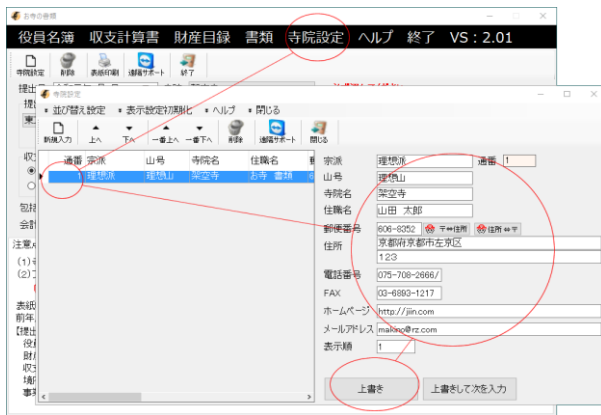 お寺の書類
役員名簿 収支計算書 財産目録 書類 寺院設定 ヘルプ 終了 VS：2.01
寺院設定 削除 表紙印刷 遠隔サポート 終了
寺院設定
並び替え設定 表示設定初期化 ヘルプ 閉じる
新規入力 上へ 下へ 一番上へ 一番下へ 削除 遠隔サポート 閉じる
通番 宗派 山号 寺院名 住職名
1 理想派 理想山 架空寺 お寺 書類
宗派 理想派 通番 1
山号 理想山
寺院名 架空寺
住職名 山田 太郎
郵便番号 606-8352 〒⇔住所 住所⇔〒
住所 京都府京都市左京区
123
電話番号 075-708-2666/
FAX 03-6893-1217
ホームページ http://jiin.com
メールアドレス makino@rz.com
表示順 1
上書き 上書きして次を入力
包括
会計
注意
(1)
(2)
表紙
前年
【提出
役員
財
収支
境
事業